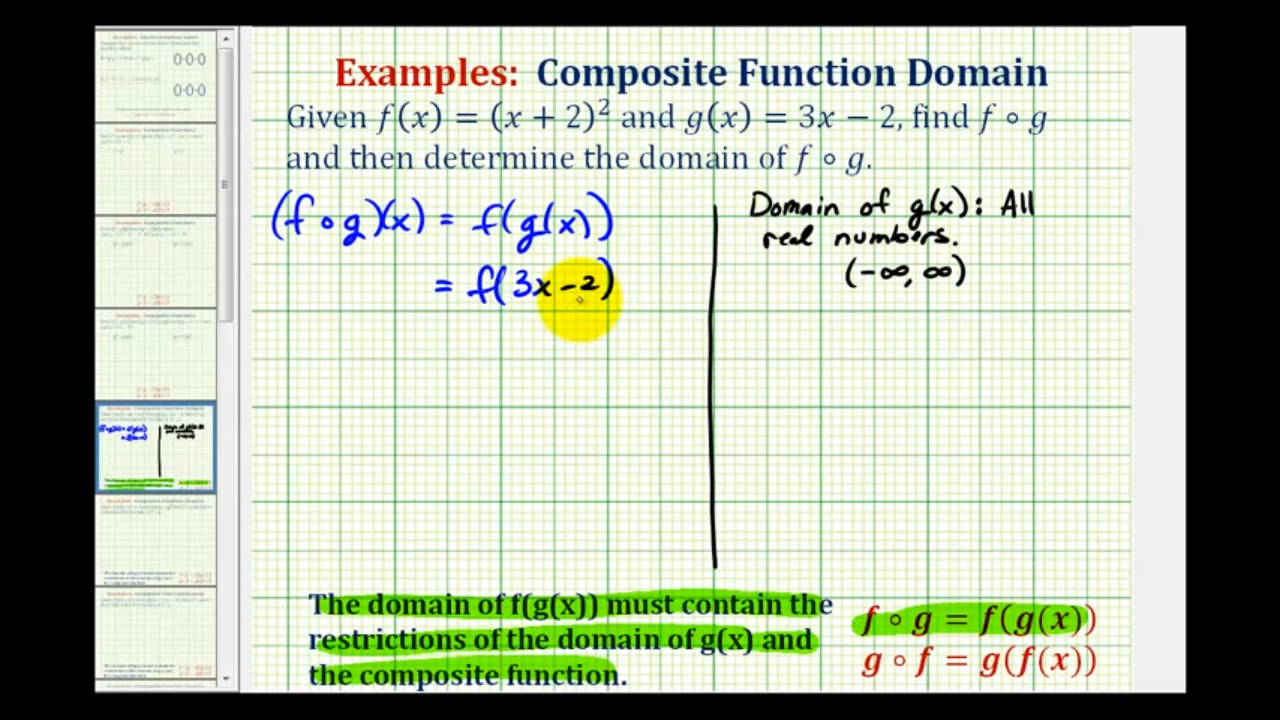 Examples: Composite Function Domain
Given f(x) = (x + 2)² and g(x) = 3x − 2, find f ∘ g
and then determine the domain of f ∘ g.
(f ∘ g)(x) = f(g(x))
= f(3x − 2)
Domain of g(x): All
real numbers.
(-∞, ∞)
The domain of f(g(x)) must contain the
restrictions of the domain of g(x) and
the composite function.
f ∘ g = f(g(x))
g ∘ f = g(f(x))